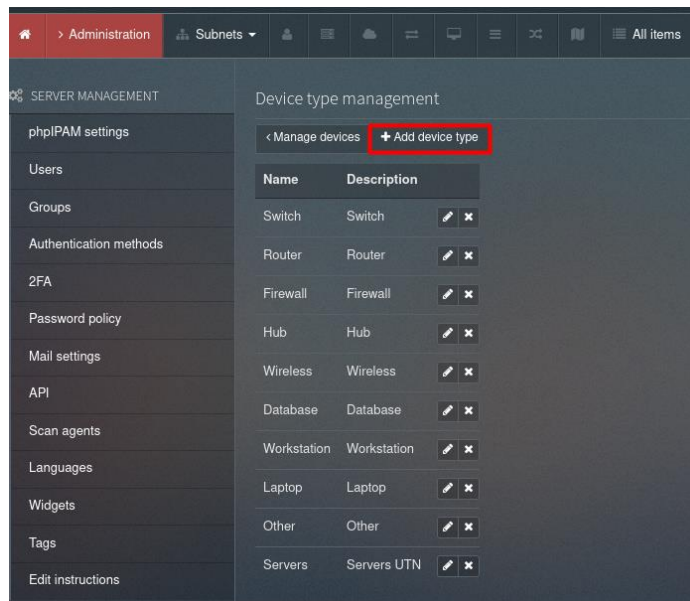 > Administration
Subnets
All items
SERVER MANAGEMENT
phpIPAM settings
Users
Groups
Authentication methods
2FA
Password policy
Mail settings
API
Scan agents
Languages
Widgets
Tags
Edit instructions
Device type management
< Manage devices + Add device type
Name Description
Switch Switch
Router Router
Firewall Firewall
Hub Hub
Wireless Wireless
Database Database
Workstation Workstation
Laptop Laptop
Other Other
Servers Servers UTN